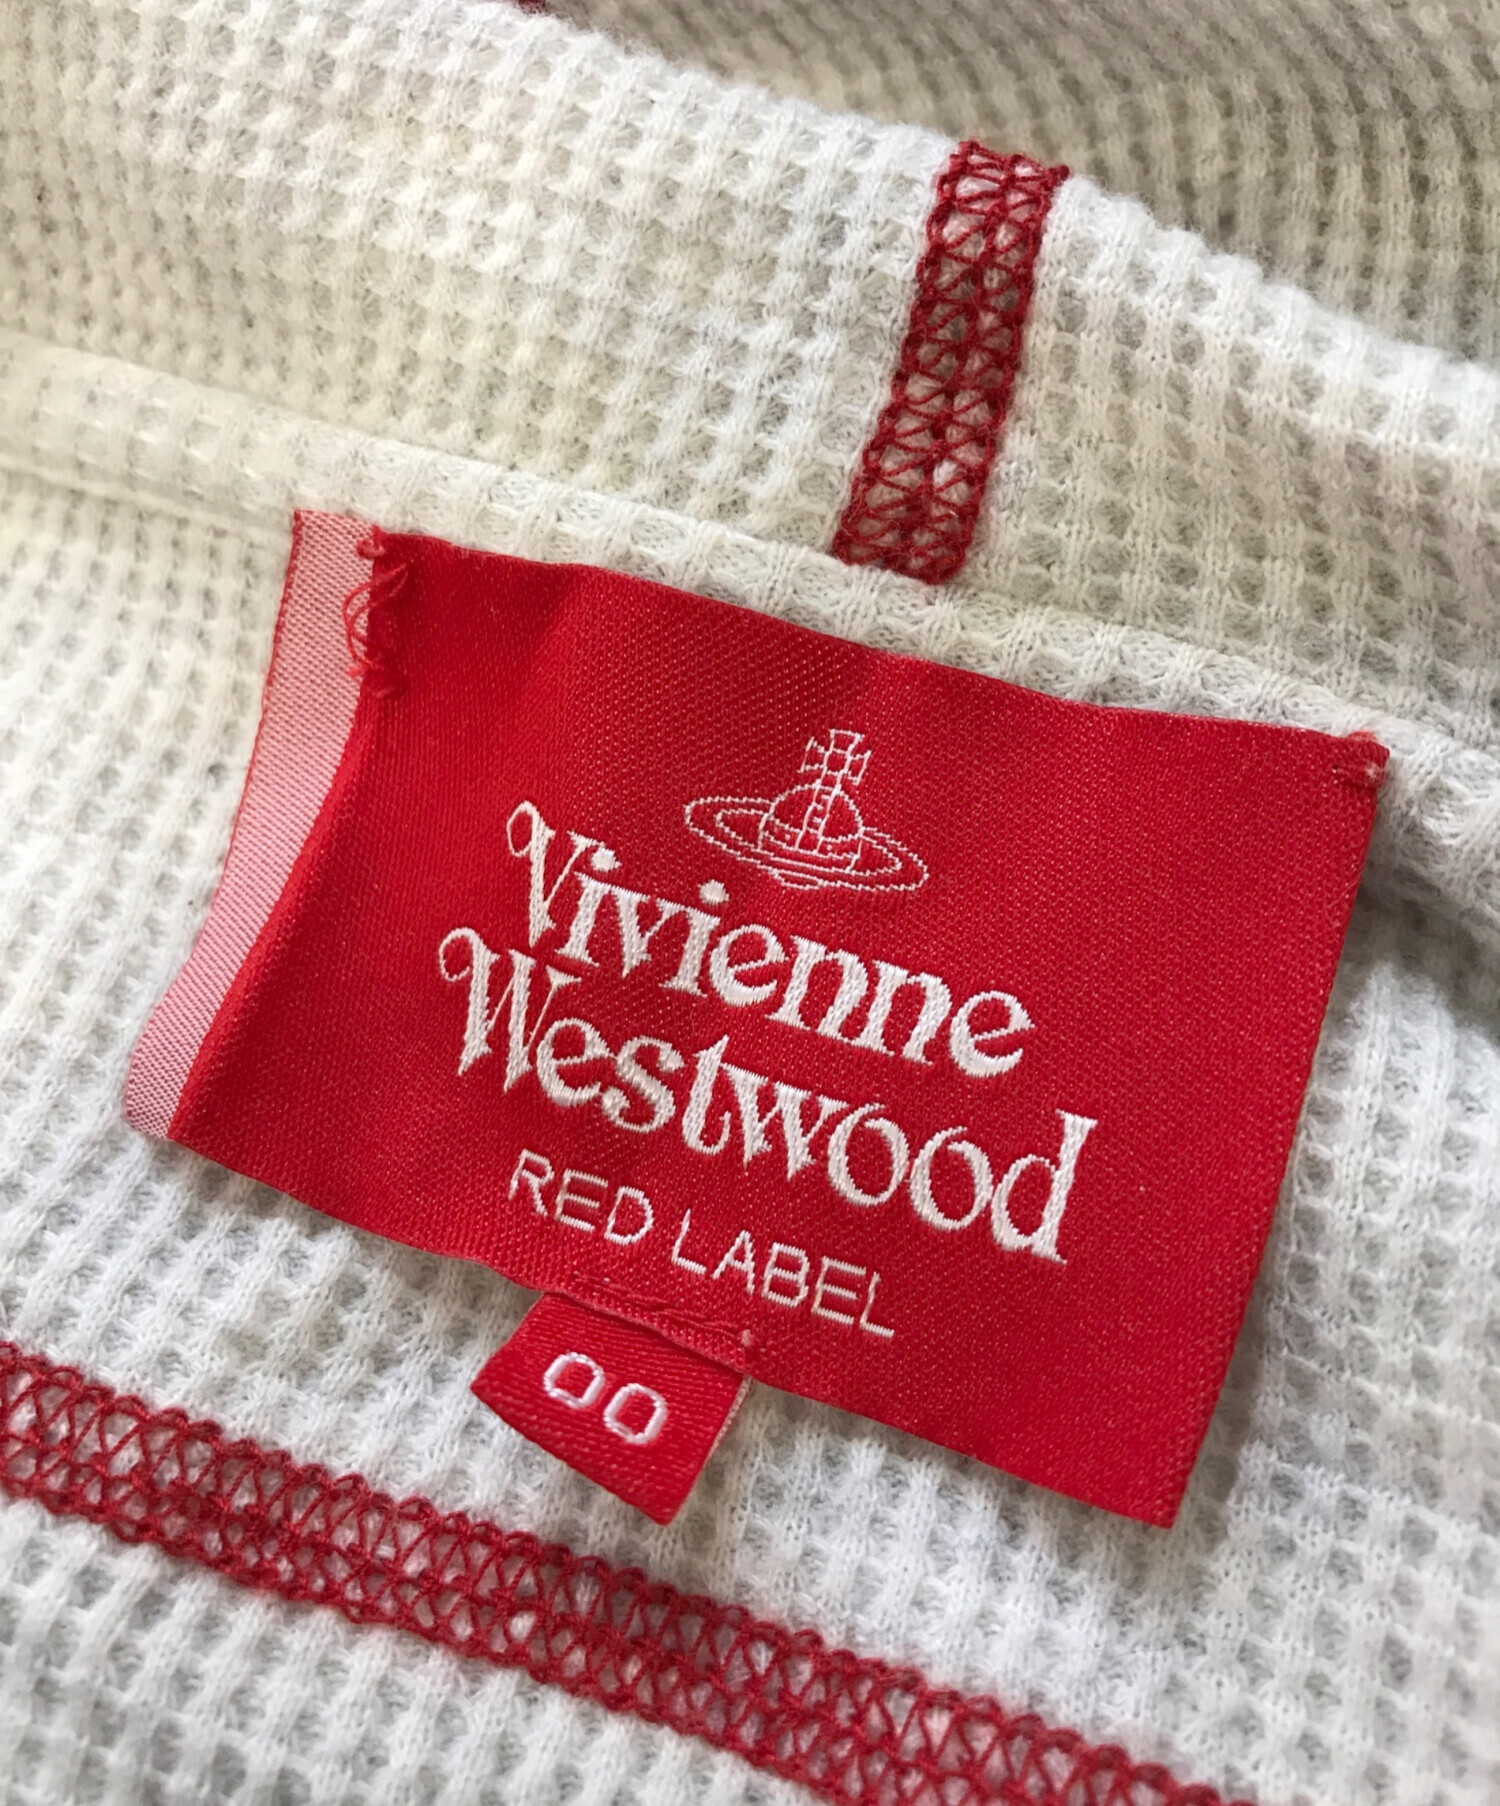 Vivienne
Westwood
RED LABEL
00